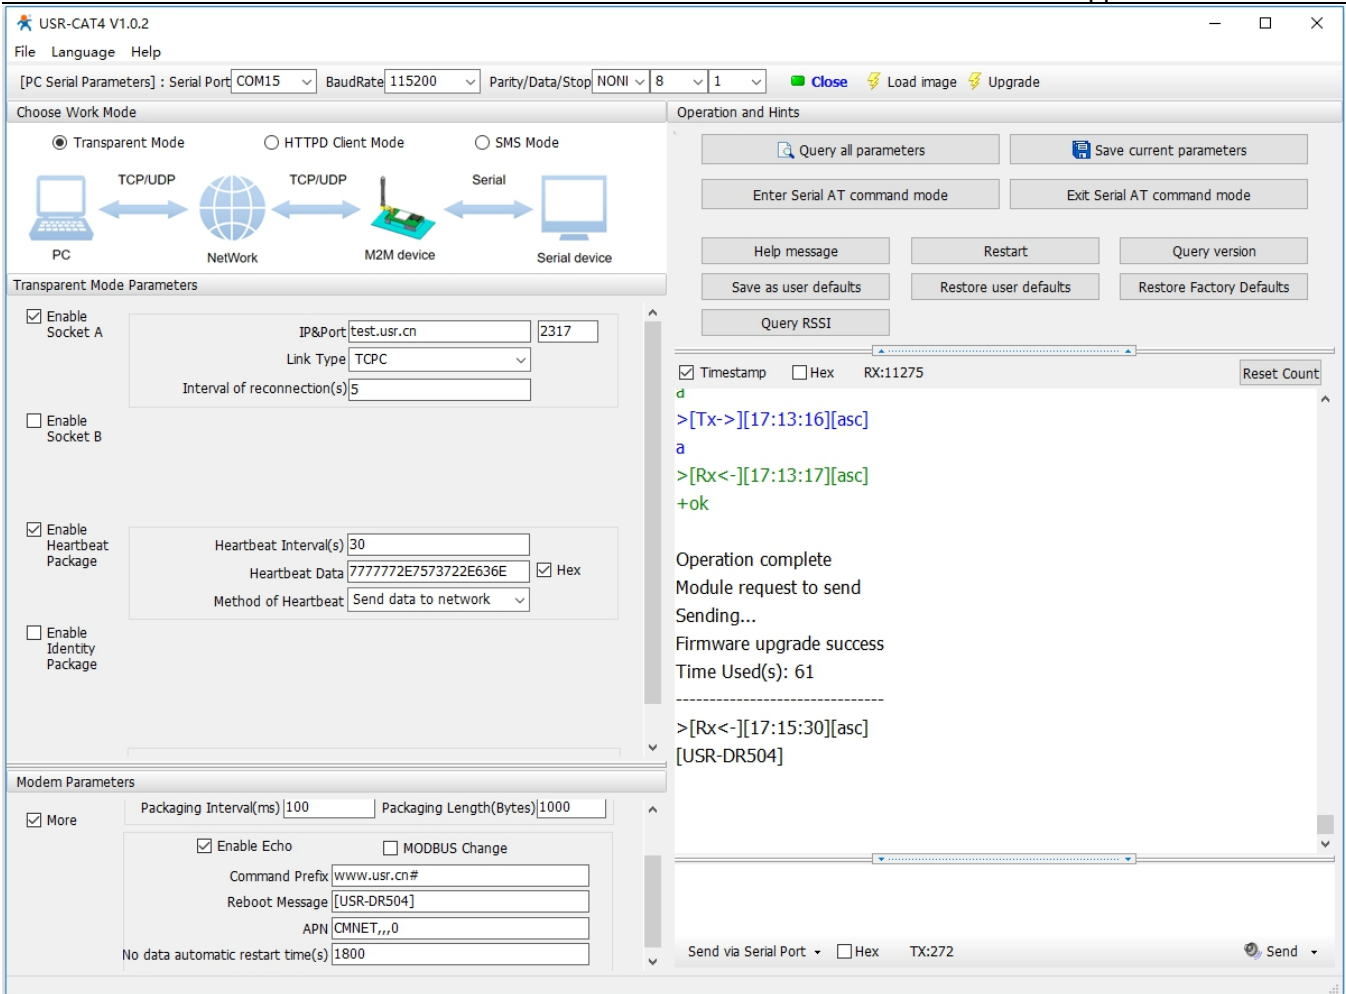 USR-CAT4 V1.0.2
File Language Help
[PC Serial Parameters] : Serial Port COM15 BaudRate 115200 Parity/Data/Stop NONI 8 1 Close Load image Upgrade
Choose Work Mode
Transparent Mode HTTPD Client Mode SMS Mode
TCP/UDP TCP/UDP Serial
PC NetWork M2M device Serial device
Transparent Mode Parameters
Enable
Socket A
IP&Port test.usr.cn 2317
Link Type TCPC
Interval of reconnection(s) 5
Enable
Socket B
Enable
Heartbeat
Package
Heartbeat Interval(s) 30
Heartbeat Data 7777772E7573722E636E Hex
Method of Heartbeat Send data to network
Enable
Identity
Package
Modem Parameters
More
Packaging Interval(ms) 100 Packaging Length(Bytes) 1000
Enable Echo MODBUS Change
Command Prefix www.usr.cn#
Reboot Message [USR-DR504]
APN CMNET,,,0
No data automatic restart time(s) 1800
Operation and Hints
Query all parameters Save current parameters
Enter Serial AT command mode Exit Serial AT command mode
Help message Restart Query version
Save as user defaults Restore user defaults Restore Factory Defaults
Query RSSI
Timestamp Hex RX:11275 Reset Count
a
>[Tx->][17:13:16][asc]
a
>[Rx<-][17:13:17][asc]
+ok
Operation complete
Module request to send
Sending...
Firmware upgrade success
Time Used(s): 61
-------------------------------
>[Rx<-][17:15:30][asc]
[USR-DR504]
Send via Serial Port Hex TX:272 Send